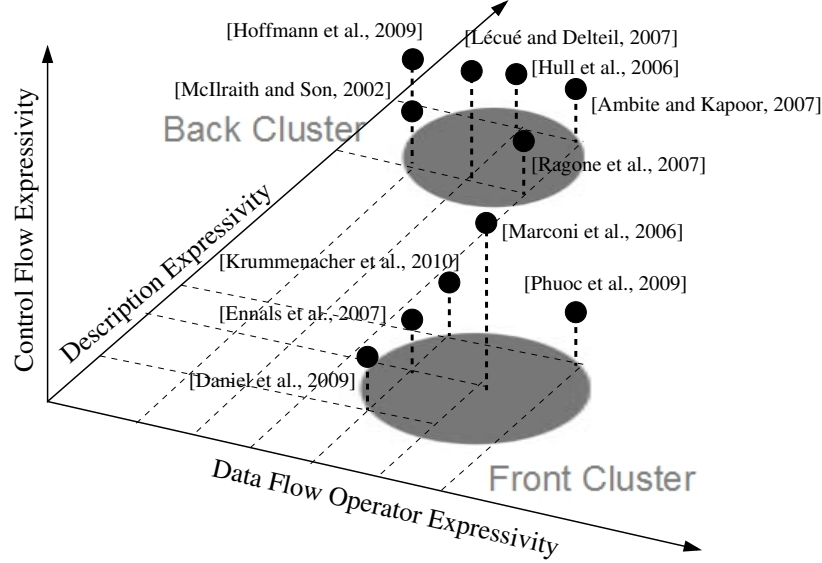 [Hoffmann et al., 2009]
[Lécué and Delteil, 2007]
[Hull et al., 2006]
[McIlraith and Son, 2002]
[Ambite and Kapoor, 2007]
Back Cluster
[Ragone et al., 2007]
Control Flow Expressivity
Description Expressivity
[Marconi et al., 2006]
[Krummenacher et al., 2010]
[Phuoc et al., 2009]
[Ennals et al., 2007]
[Daniel et al., 2009]
Front Cluster
Data Flow Operator Expressivity